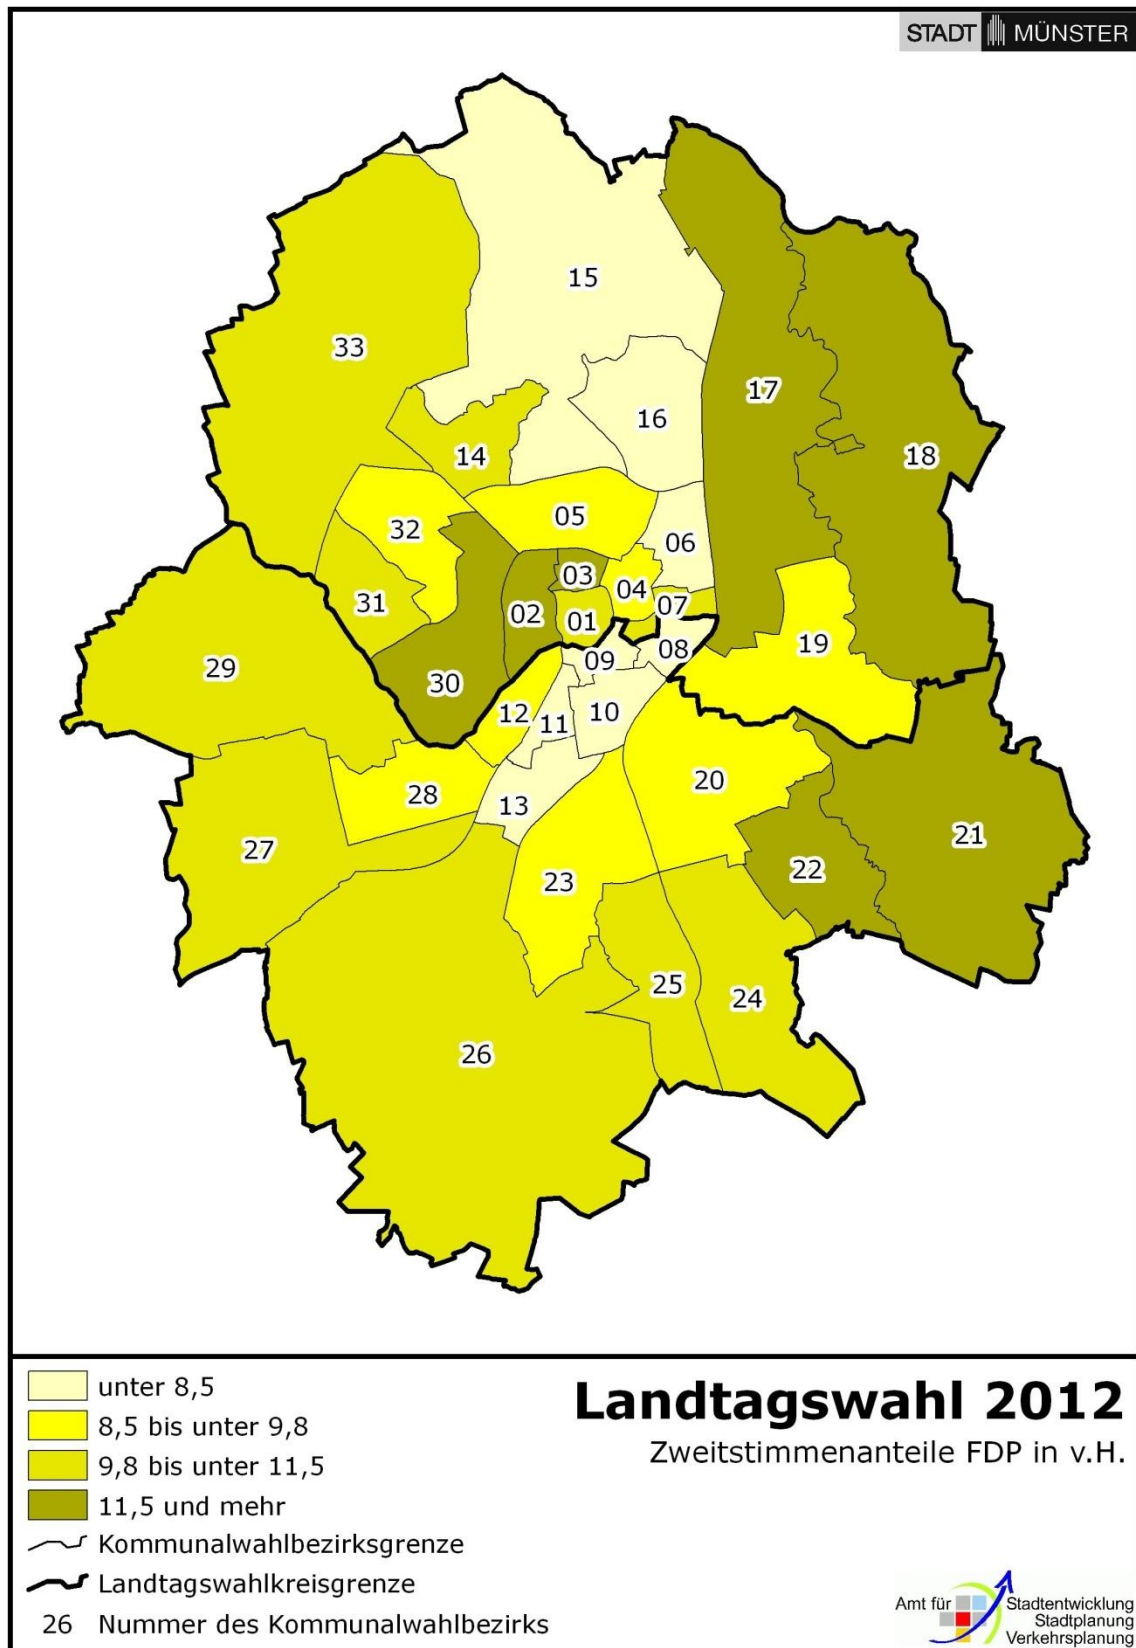 STADT MÜNSTER
15
33
17
16
18
14
05
32
06
03
04
07
31
02
01
19
08
29
09
30
12
10
11
20
28
13
21
27
22
23
25
24
26
unter 8,5
8,5 bis unter 9,8
9,8 bis unter 11,5
11,5 und mehr
Kommunalwahlbezirksgrenze
Landtagswahlkreisgrenze
26 Nummer des Kommunalwahlbezirks
Landtagswahl 2012
Zweitstimmenanteile FDP in v.H.
Amt für Stadtentwicklung
Stadtplanung
Verkehrsplanung